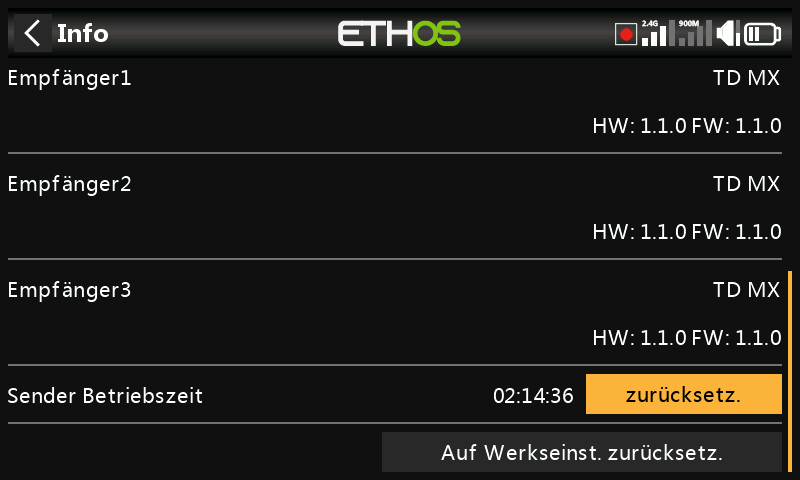 Info
ETHOS
2.4G
900M
Empfänger1
TD MX
HW: 1.1.0 FW: 1.1.0
Empfänger2
TD MX
HW: 1.1.0 FW: 1.1.0
Empfänger3
TD MX
HW: 1.1.0 FW: 1.1.0
Sender Betriebszeit
02:14:36
zurücksetz.
Auf Werkseinst. zurücksetz.